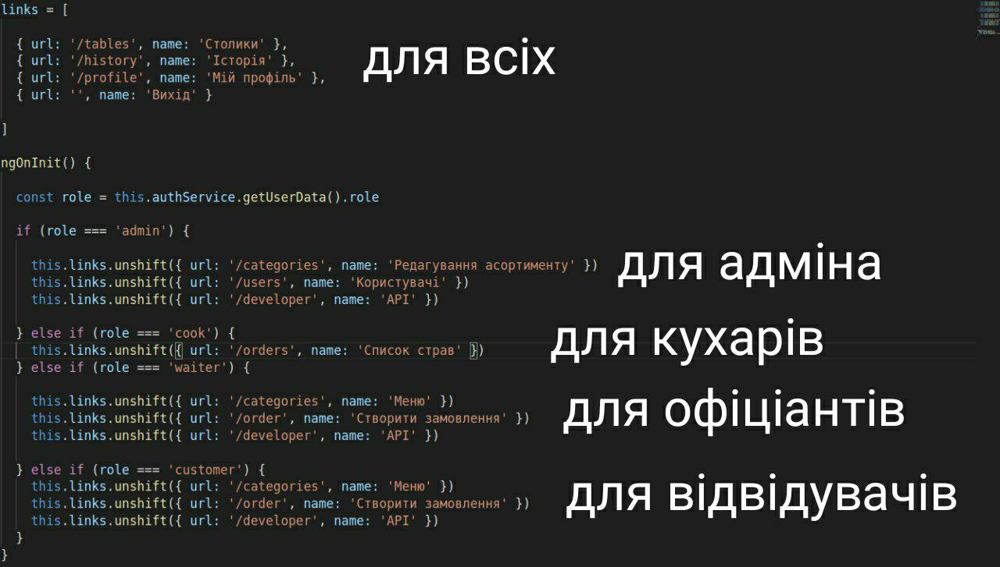 links = [
{ url: '/tables', name: 'Столики' },
{ url: '/history', name: 'Історія' },
для всіх
{ url: '/profile', name: 'Мій профіль' },
{ url: '', name: 'Вихід' }
]
ngOnInit() {
const role = this.authService.getUserData().role
if (role === 'admin') {
this.links.unshift({ url: '/categories', name: 'Редагування асортименту' })
для адміна
this.links.unshift({ url: '/users', name: 'Користувачі' })
this.links.unshift({ url: '/developer', name: 'API' })
} else if (role === 'cook') {
для кухарів
this.links.unshift({ url: '/orders', name: 'Список страв' })
} else if (role === 'waiter') {
this.links.unshift({ url: '/categories', name: 'Меню' })
для офіціантів
this.links.unshift({ url: '/order', name: 'Створити замовлення' })
this.links.unshift({ url: '/developer', name: 'API' })
} else if (role === 'customer') {
this.links.unshift({ url: '/categories', name: 'Меню' })
для відвідувачів
this.links.unshift({ url: '/order', name: 'Створити замовлення' })
this.links.unshift({ url: '/developer', name: 'API' })
}
}